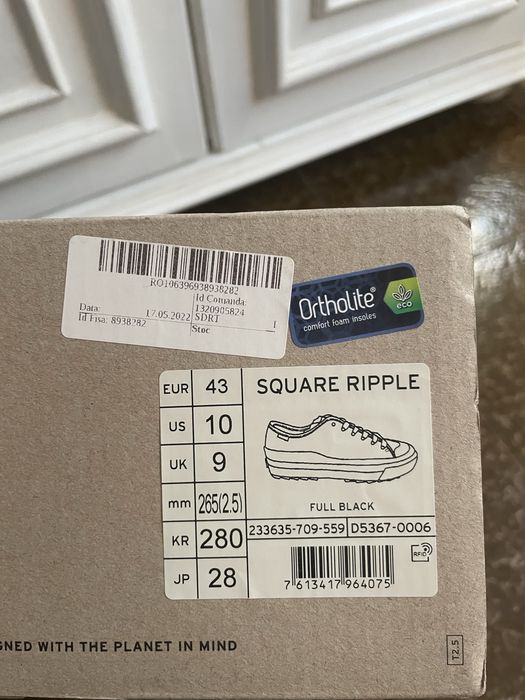 RO106396938938282
Id Comanda:
1320905824
Data: 17.05.2022 SDRT
Id Fisa: 8938282 Stoc 1
Ortholite®
eco
comfort foam insoles
EUR 43 SQUARE RIPPLE
US 10
UK 9
mm 265(2.5) FULL BLACK
KR 280 233635-709-559 D5367-0006
RFID
JP 28 7 613417 964075
GNED WITH THE PLANET IN MIND
T2.5